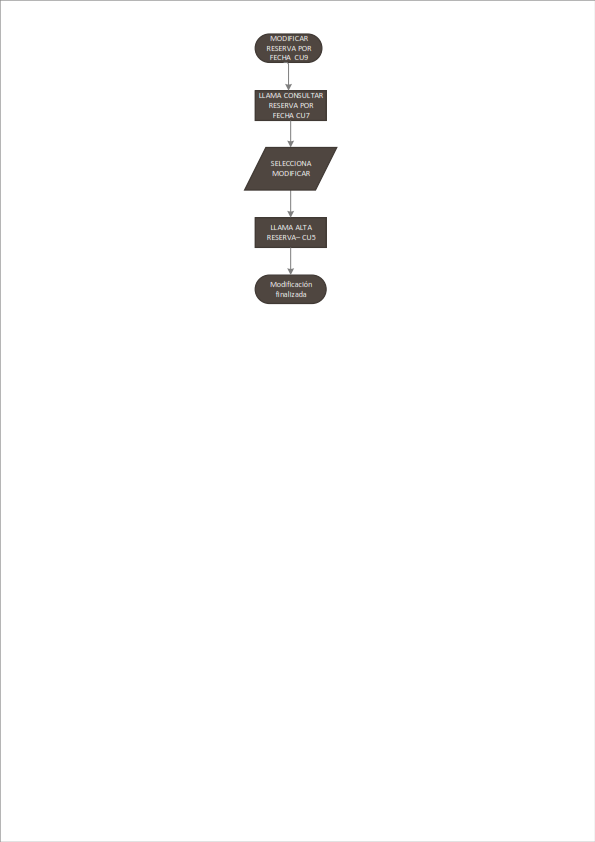 MODIFICAR
RESERVA POR
FECHA CU9
LLAMA CONSULTAR
RESERVA POR
FECHA CU7
SELECCIONA
MODIFICAR
LLAMA ALTA
RESERVA– CU5
Modificación
finalizada